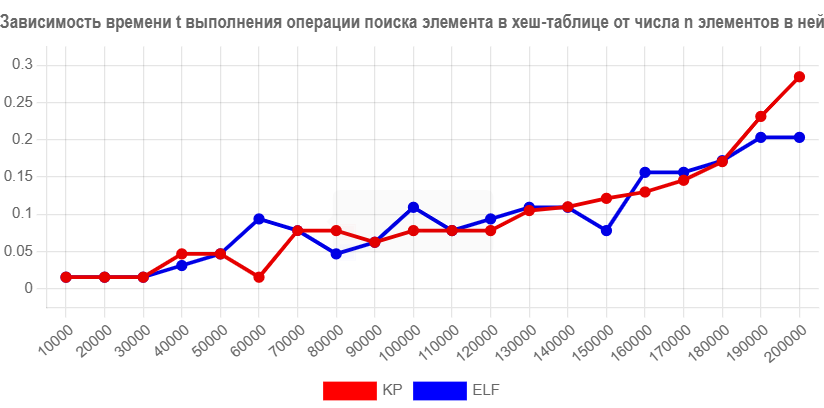 Зависимость времени t выполнения операции поиска элемента в хеш-таблице от числа n элементов в ней
0.3
0.25
0.2
0.15
0.1
0.05
0
10000 20000 30000 40000 50000 60000 70000 80000 90000 100000 110000 120000 130000 140000 150000 160000 170000 180000 190000 200000
KP ELF